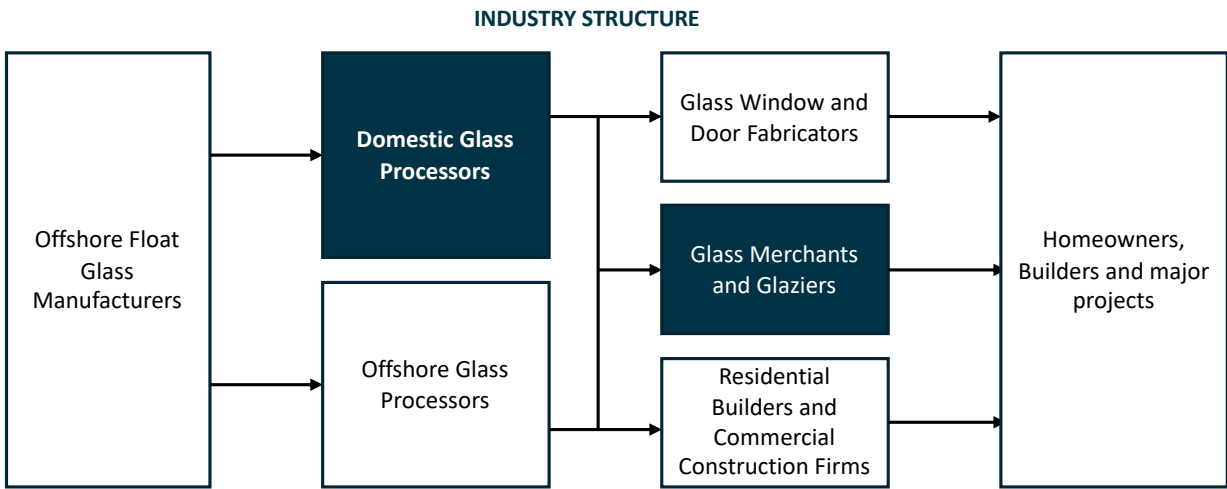 INDUSTRY STRUCTURE
Offshore Float
Glass
Manufacturers
Domestic Glass
Processors
Offshore Glass
Processors
Glass Window and
Door Fabricators
Glass Merchants
and Glaziers
Residential
Builders and
Commercial
Construction Firms
Homeowners,
Builders and major
projects